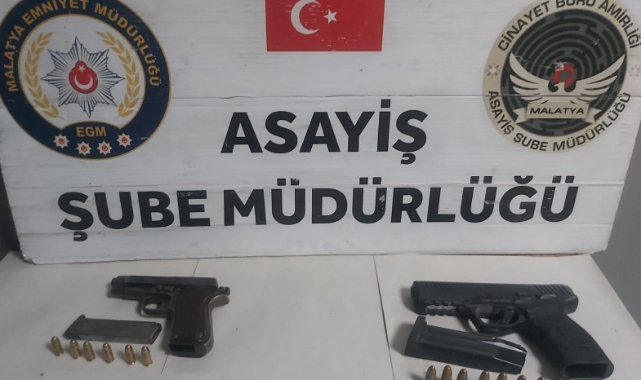 MALATYA EMNİYET MÜDÜRLÜĞÜ
EGM
CİNAYET BÜRO AMİRLİĞİ
MALATYA
ASAYİŞ ŞUBE MÜDÜRLÜĞÜ
ASAYİŞ
ŞUBE MÜDÜRLÜĞÜ